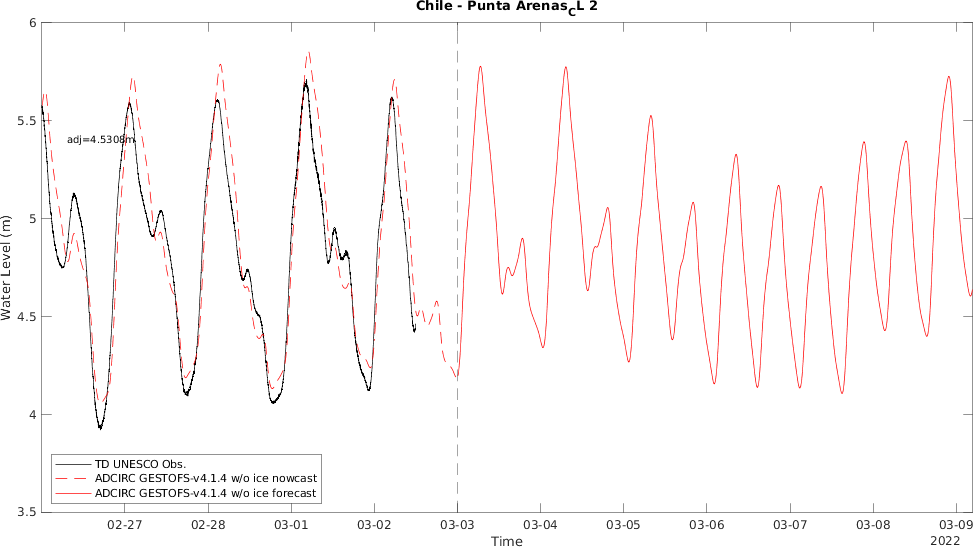 Chile - Punta Arenas_CL 2
6
5.5
5
4.5
4
3.5
Water Level (m)
adj=4.5308m
TD UNESCO Obs.
ADCIRC GESTOFS-v4.1.4 w/o ice nowcast
ADCIRC GESTOFS-v4.1.4 w/o ice forecast
02-27 02-28 03-01 03-02 03-03 03-04 03-05 03-06 03-07 03-08 03-09
Time
2022